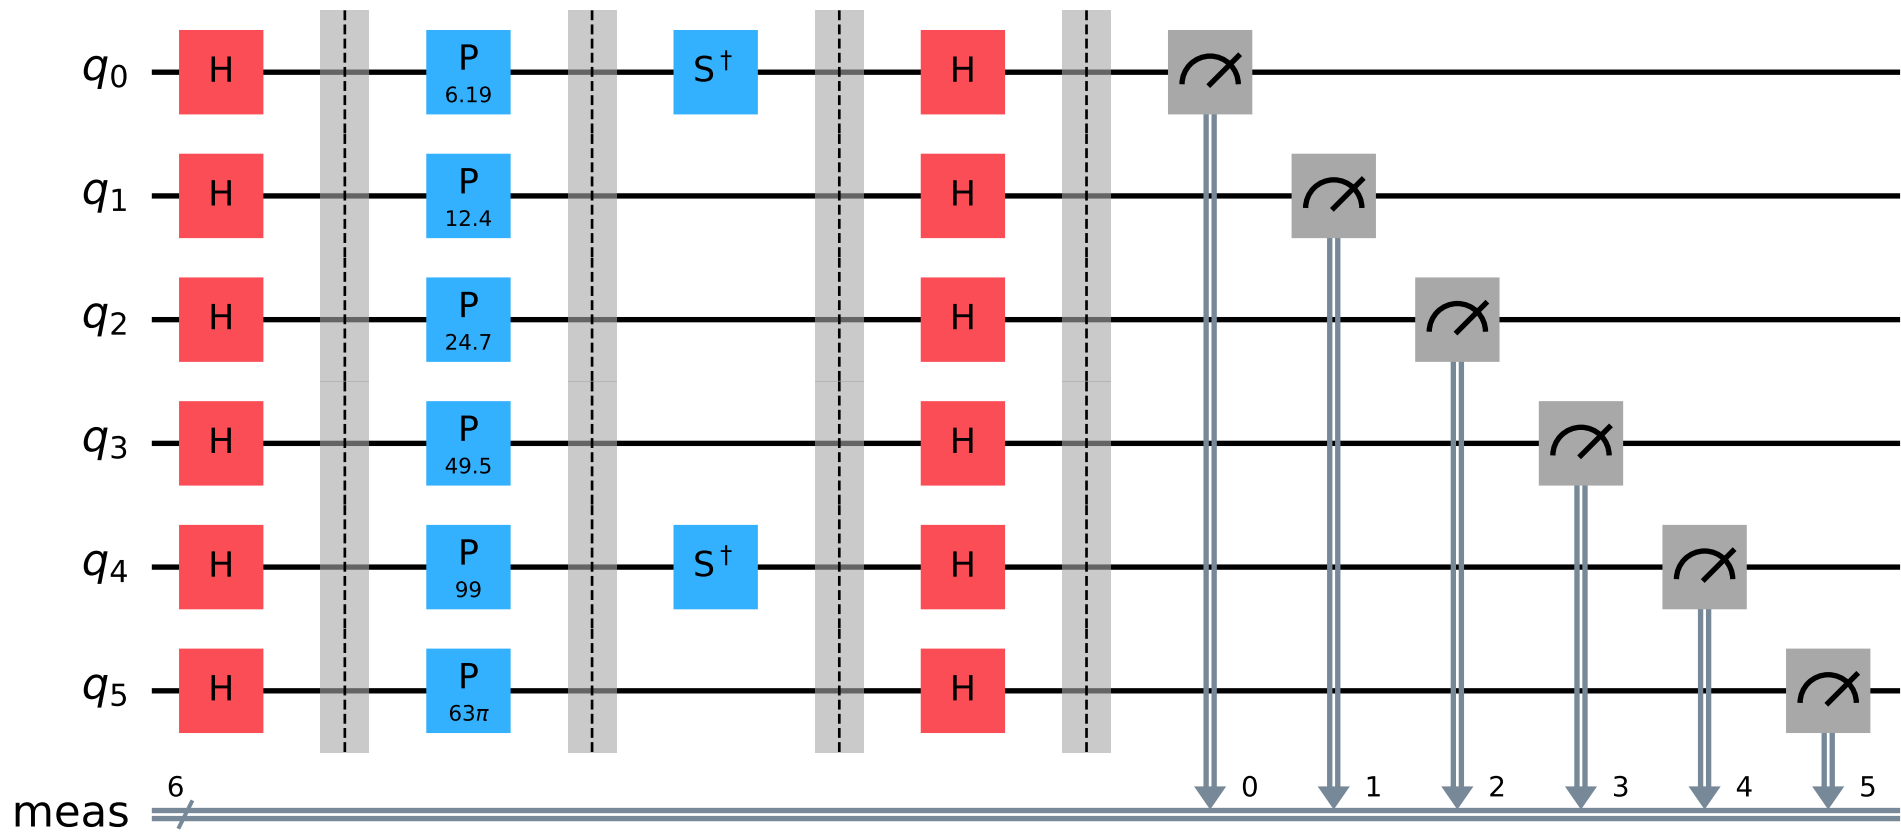 q0 H P 6.19 S† H
q1 H P 12.4 H
q2 H P 24.7 H
q3 H P 49.5 H
q4 H P 99 S† H
q5 H P 63π H
meas 6 0 1 2 3 4 5